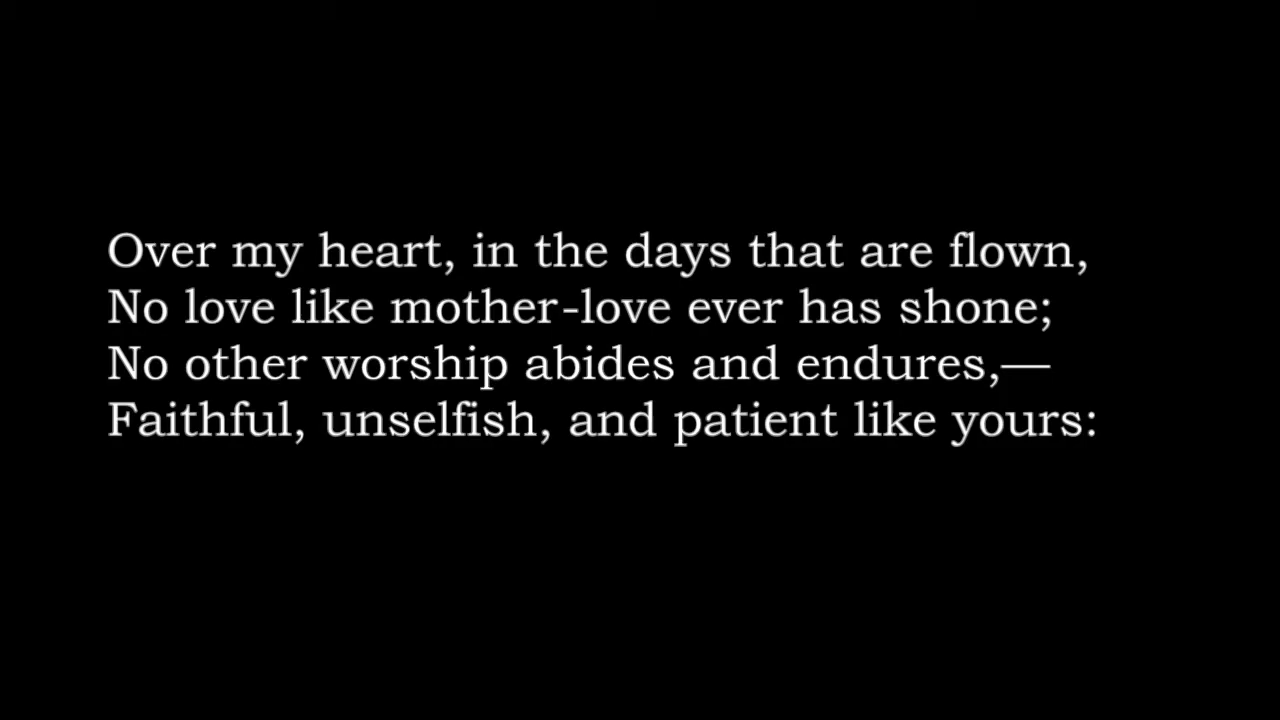 Over my heart, in the days that are flown,
No love like mother-love ever has shone;
No other worship abides and endures,—
Faithful, unselfish, and patient like yours: